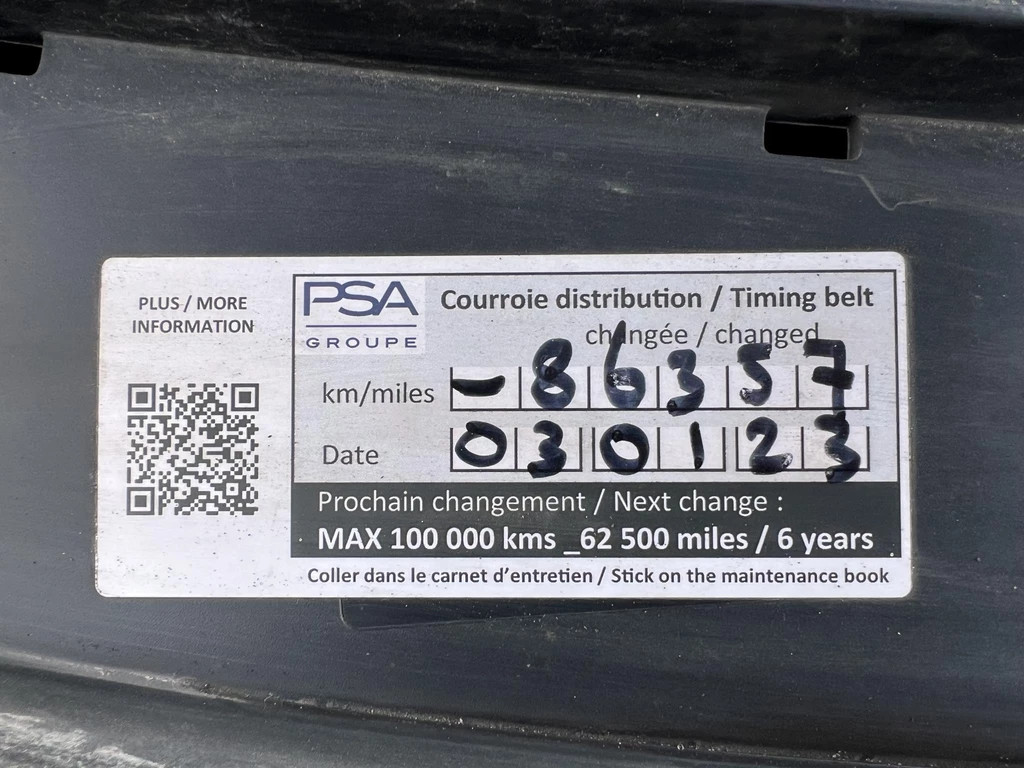 PLUS / MORE
INFORMATION
PSA
GROUPE
Courroie distribution / Timing belt
changée / changed
km/miles - 86357
Date 030123
Prochain changement / Next change :
MAX 100 000 kms _62 500 miles / 6 years
Coller dans le carnet d'entretien / Stick on the maintenance book